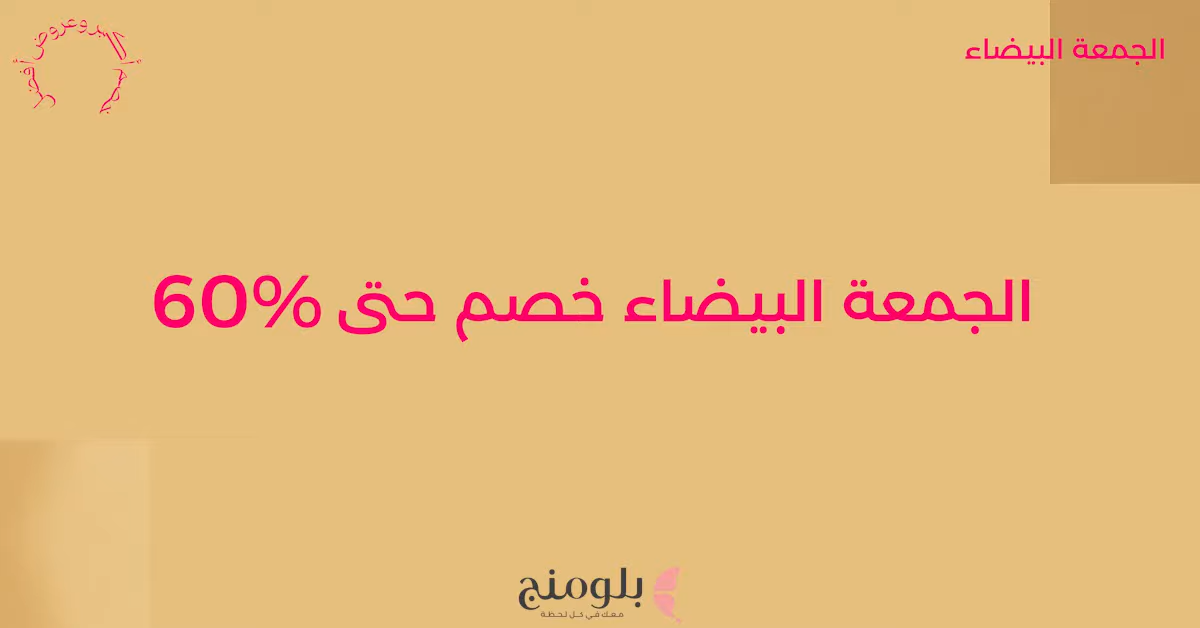 الجمعة البيضاء
الجمعة البيضاء خصم حتى 60%
بلومنج
معك في كل لحظة